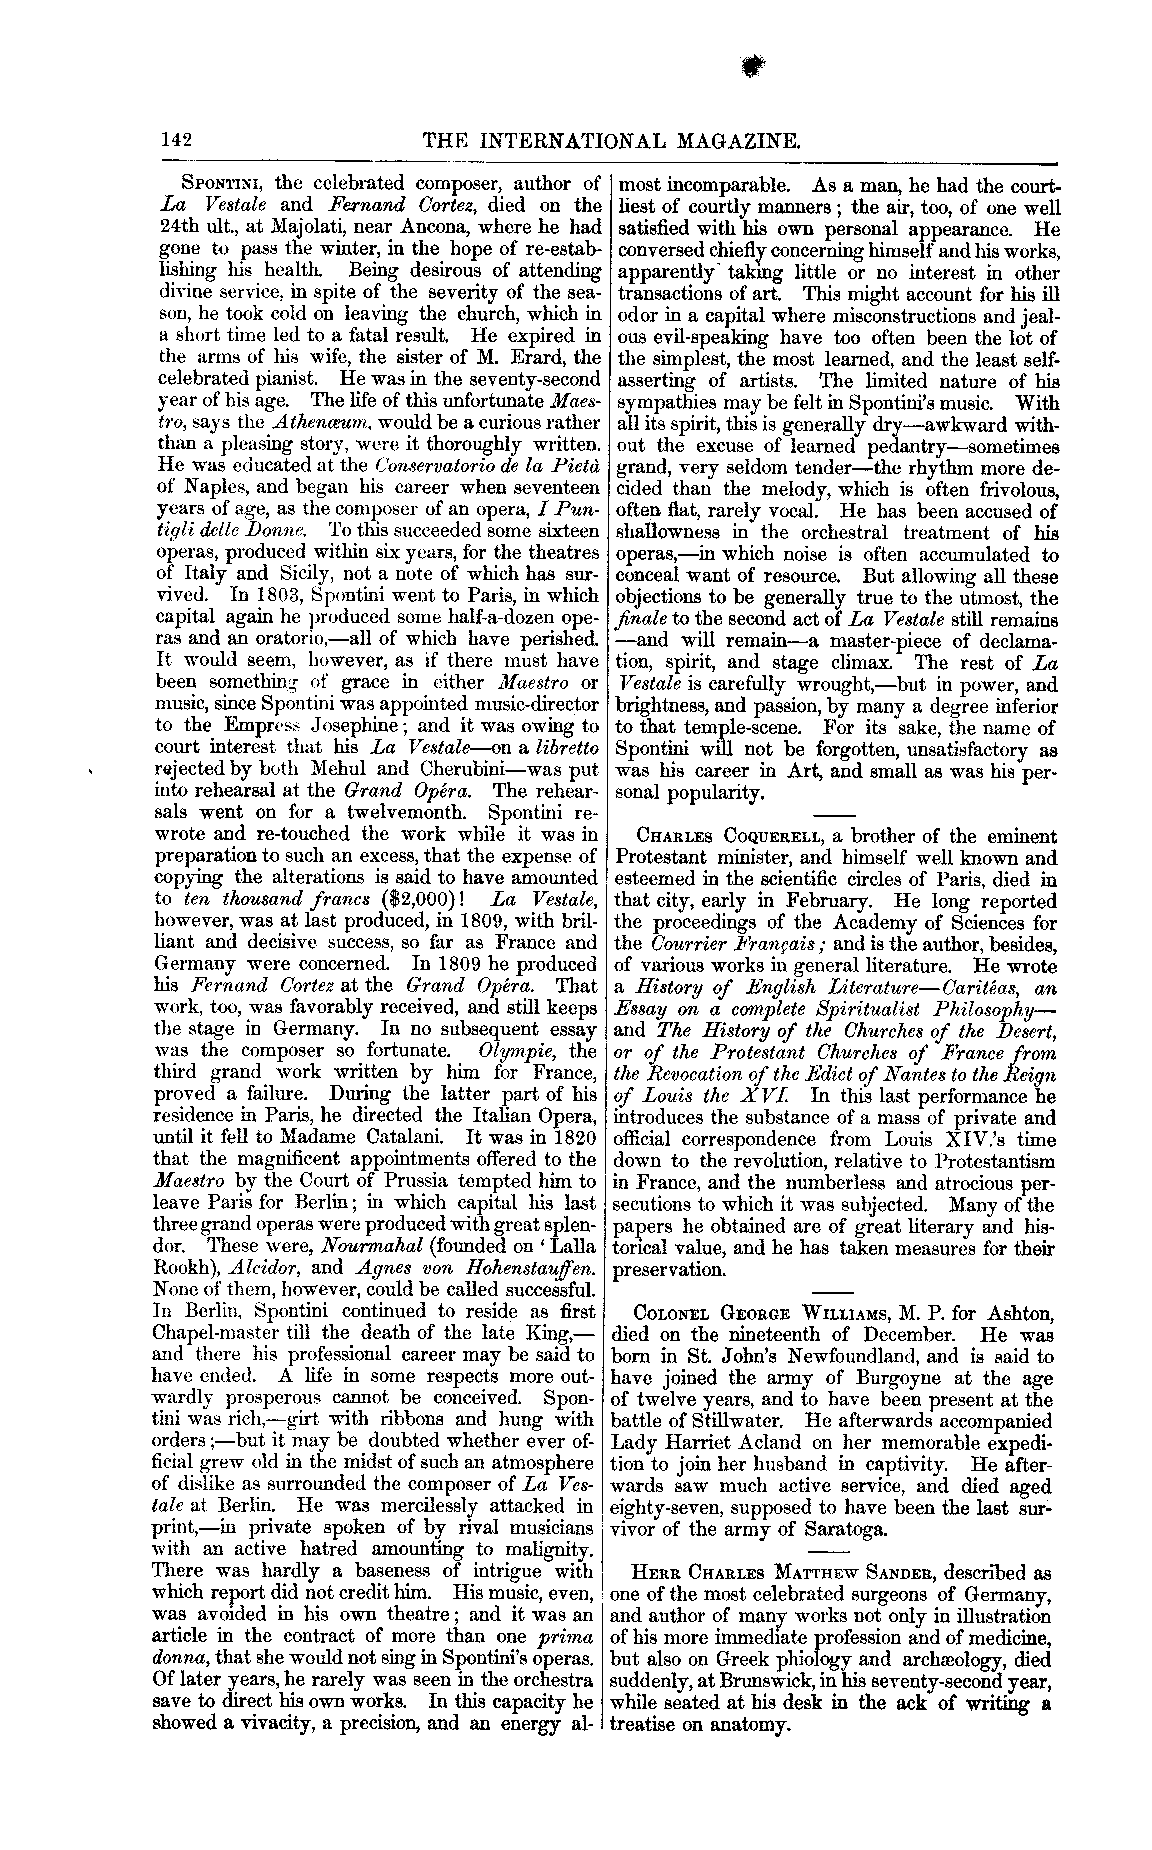 142 THE INTERNATIONAL MAGAZINE.
SPONTINI, the celebrated composer, author of
La Vestale and Fernand Cortez, died on the
24th ult., at Majolati, near Ancona, where he had
gone to pass the winter, in the hope of re-estab-
lishing his health. Being desirous of attending
divine service, in spite of the severity of the sea-
son, he took cold on leaving the church, which in
a short time led to a fatal result. He expired in
the arms of his wife, the sister of M. Erard, the
celebrated pianist. He was in the seventy-second
year of his age. The life of this unfortunate Maes-
tro, says the Athenæum, would be a curious rather
than a pleasing story, were it thoroughly written.
He was educated at the Conservatorio de la Pietà
of Naples, and began his career when seventeen
years of age, as the composer of an opera, I Pun-
tigli delle Donne. To this succeeded some sixteen
operas, produced within six years, for the theatres
of Italy and Sicily, not a note of which has sur-
vived. In 1803, Spontini went to Paris, in which
capital again he produced some half-a-dozen ope-
ras and an oratorio,—all of which have perished.
It would seem, however, as if there must have
been something of grace in either Maestro or
music, since Spontini was appointed music-director
to the Empress Josephine; and it was owing to
court interest that his La Vestale—on a libretto
rejected by both Mehul and Cherubini—was put
into rehearsal at the Grand Opéra. The rehear-
sals went on for a twelvemonth. Spontini re-
wrote and re-touched the work while it was in
preparation to such an excess, that the expense of
copying the alterations is said to have amounted
to ten thousand francs ($2,000)! La Vestale,
however, was at last produced, in 1809, with bril-
liant and decisive success, so far as France and
Germany were concerned. In 1809 he produced
his Fernand Cortez at the Grand Opéra. That
work, too, was favorably received, and still keeps
the stage in Germany. In no subsequent essay
was the composer so fortunate. Olympie, the
third grand work written by him for France,
proved a failure. During the latter part of his
residence in Paris, he directed the Italian Opera,
until it fell to Madame Catalani. It was in 1820
that the magnificent appointments offered to the
Maestro by the Court of Prussia tempted him to
leave Paris for Berlin; in which capital his last
three grand operas were produced with great splen-
dor. These were, Nourmahal (founded on ‘Lalla
Rookh), Alcidor, and Agnes von Hohenstauffen.
None of them, however, could be called successful.
In Berlin, Spontini continued to reside as first
Chapel-master till the death of the late King,—
and there his professional career may be said to
have ended. A life in some respects more out-
wardly prosperous cannot be conceived. Spon-
tini was rich,—girt with ribbons and hung with
orders;—but it may be doubted whether ever of-
ficial grew old in the midst of such an atmosphere
of dislike as surrounded the composer of La Ves-
tale at Berlin. He was mercilessly attacked in
print,—in private spoken of by rival musicians
with an active hatred amounting to malignity.
There was hardly a baseness of intrigue with
which report did not credit him. His music, even,
was avoided in his own theatre; and it was an
article in the contract of more than one prima
donna, that she would not sing in Spontini's operas.
Of later years, he rarely was seen in the orchestra
save to direct his own works. In this capacity he
showed a vivacity, a precision, and an energy al-
most incomparable. As a man, he had the court-
liest of courtly manners; the air, too, of one well
satisfied with his own personal appearance. He
conversed chiefly concerning himself and his works,
apparently taking little or no interest in other
transactions of art. This might account for his ill
odor in a capital where misconstructions and jeal-
ous evil-speaking have too often been the lot of
the simplest, the most learned, and the least self-
asserting of artists. The limited nature of his
sympathies may be felt in Spontini's music. With
all its spirit, this is generally dry—awkward with-
out the excuse of learned pedantry—sometimes
grand, very seldom tender—the rhythm more de-
cided than the melody, which is often frivolous,
often flat, rarely vocal. He has been accused of
shallowness in the orchestral treatment of his
operas,—in which noise is often accumulated to
conceal want of resource. But allowing all these
objections to be generally true to the utmost, the
finale to the second act of La Vestale still remains
—and will remain—a master-piece of declama-
tion, spirit, and stage climax. The rest of La
Vestale is carefully wrought,—but in power, and
brightness, and passion, by many a degree inferior
to that temple-scene. For its sake, the name of
Spontini will not be forgotten, unsatisfactory as
was his career in Art, and small as was his per-
sonal popularity.
CHARLES COQUERELL, a brother of the eminent
Protestant minister, and himself well known and
esteemed in the scientific circles of Paris, died in
that city, early in February. He long reported
the proceedings of the Academy of Sciences for
the Courrier Français; and is the author, besides,
of various works in general literature. He wrote
a History of English Literature—Caritéas, an
Essay on a complete Spiritualist Philosophy—
and The History of the Churches of the Desert,
or of the Protestant Churches of France from
the Revocation of the Edict of Nantes to the Reign
of Louis the XVI. In this last performance he
introduces the substance of a mass of private and
official correspondence from Louis XIV.'s time
down to the revolution, relative to Protestantism
in France, and the numberless and atrocious per-
secutions to which it was subjected. Many of the
papers he obtained are of great literary and his-
torical value, and he has taken measures for their
preservation.
COLONEL GEORGE WILLIAMS, M. P. for Ashton,
died on the nineteenth of December. He was
born in St. John's Newfoundland, and is said to
have joined the army of Burgoyne at the age
of twelve years, and to have been present at the
battle of Stillwater. He afterwards accompanied
Lady Harriet Acland on her memorable expedi-
tion to join her husband in captivity. He after-
wards saw much active service, and died aged
eighty-seven, supposed to have been the last sur-
vivor of the army of Saratoga.
HERR CHARLES MATTHEW SANDER, described as
one of the most celebrated surgeons of Germany,
and author of many works not only in illustration
of his more immediate profession and of medicine,
but also on Greek phiology and archæology, died
suddenly, at Brunswick, in his seventy-second year,
while seated at his desk in the ack of writing a
treatise on anatomy.